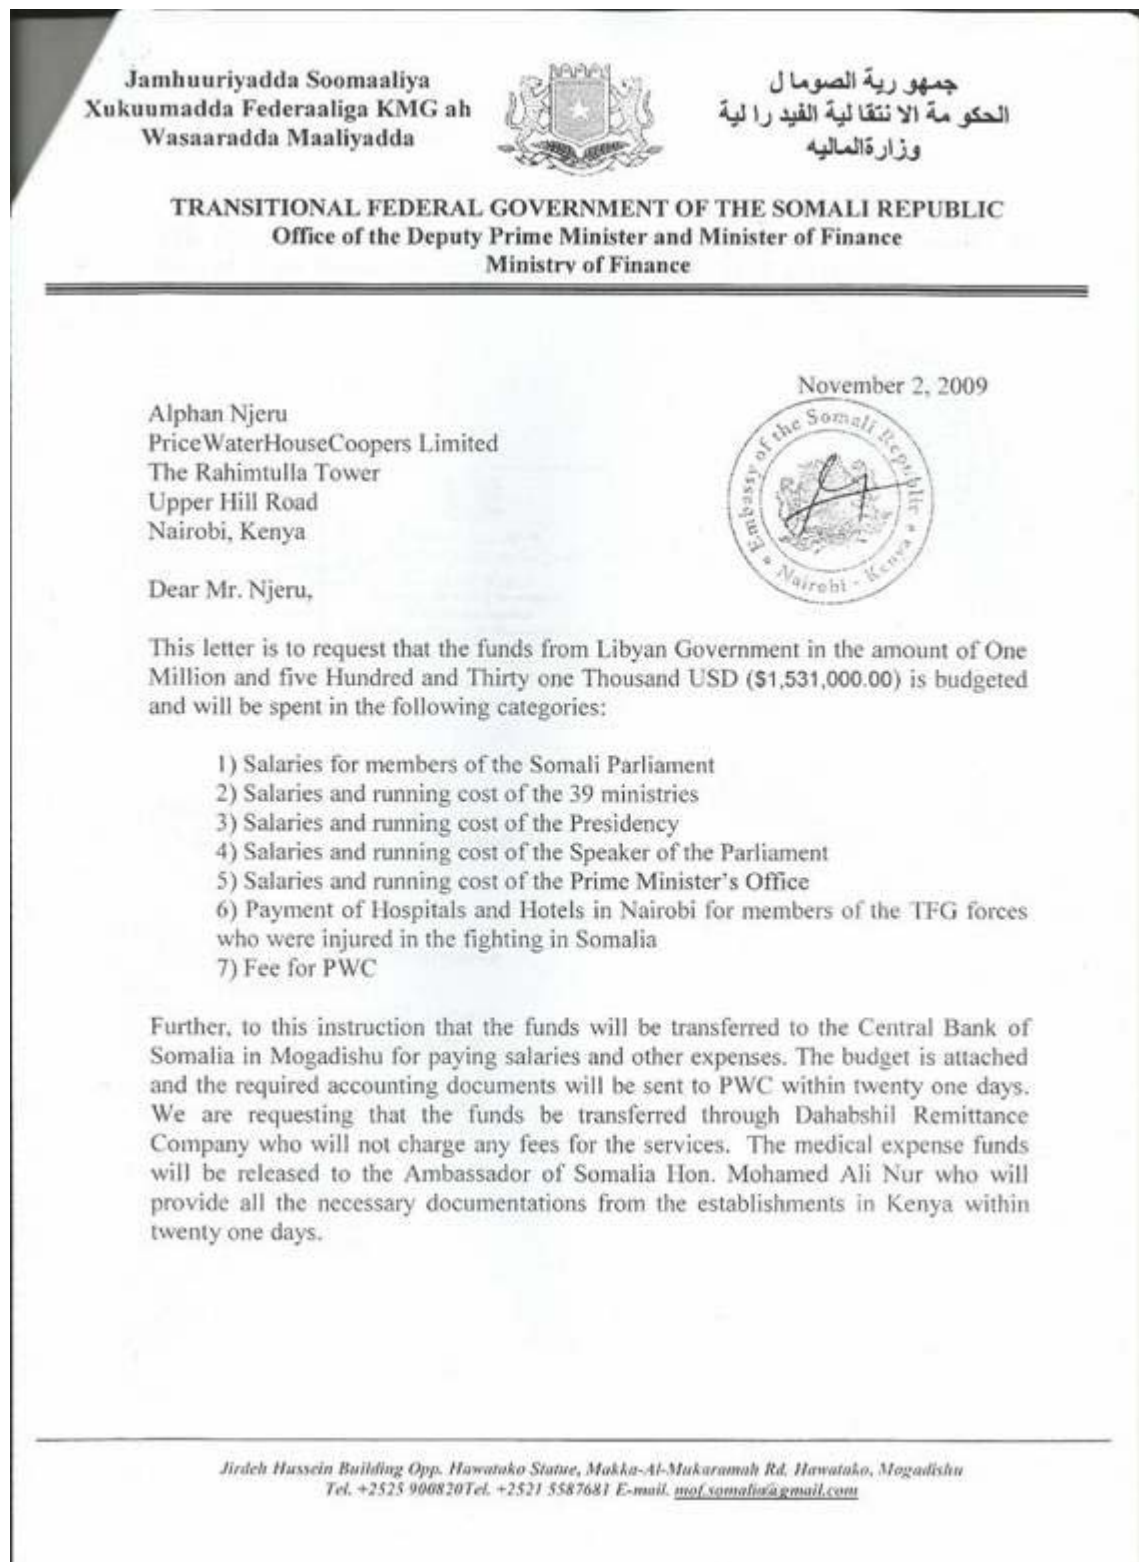 Jamhuuriyadda Soomaaliya
Xukuumadda Federaaliga KMG ah
Wasaaradda Maaliyadda
جمهو رية الصوما ل
الحكو مة الا نتقا لية الفيد را لية
وزارةالماليه
TRANSITIONAL FEDERAL GOVERNMENT OF THE SOMALI REPUBLIC
Office of the Deputy Prime Minister and Minister of Finance
Ministry of Finance
November 2, 2009
Embassy of the Somali Republic
Nairobi - Kenya
Alphan Njeru
PriceWaterHouseCoopers Limited
The Rahimtulla Tower
Upper Hill Road
Nairobi, Kenya
Dear Mr. Njeru,
This letter is to request that the funds from Libyan Government in the amount of One
Million and five Hundred and Thirty one Thousand USD ($1,531,000.00) is budgeted
and will be spent in the following categories:
1) Salaries for members of the Somali Parliament
2) Salaries and running cost of the 39 ministries
3) Salaries and running cost of the Presidency
4) Salaries and running cost of the Speaker of the Parliament
5) Salaries and running cost of the Prime Minister's Office
6) Payment of Hospitals and Hotels in Nairobi for members of the TFG forces
who were injured in the fighting in Somalia
7) Fee for PWC
Further, to this instruction that the funds will be transferred to the Central Bank of
Somalia in Mogadishu for paying salaries and other expenses. The budget is attached
and the required accounting documents will be sent to PWC within twenty one days.
We are requesting that the funds be transferred through Dahabshil Remittance
Company who will not charge any fees for the services. The medical expense funds
will be released to the Ambassador of Somalia Hon. Mohamed Ali Nur who will
provide all the necessary documentations from the establishments in Kenya within
twenty one days.
Jirdeh Hussein Building Opp. Hawatako Statue, Makka-Al-Mukaramah Rd. Hawatako, Mogadishu
Tel. +2525 900820Tel. +2521 5587681 E-mail. mof.somalia@gmail.com